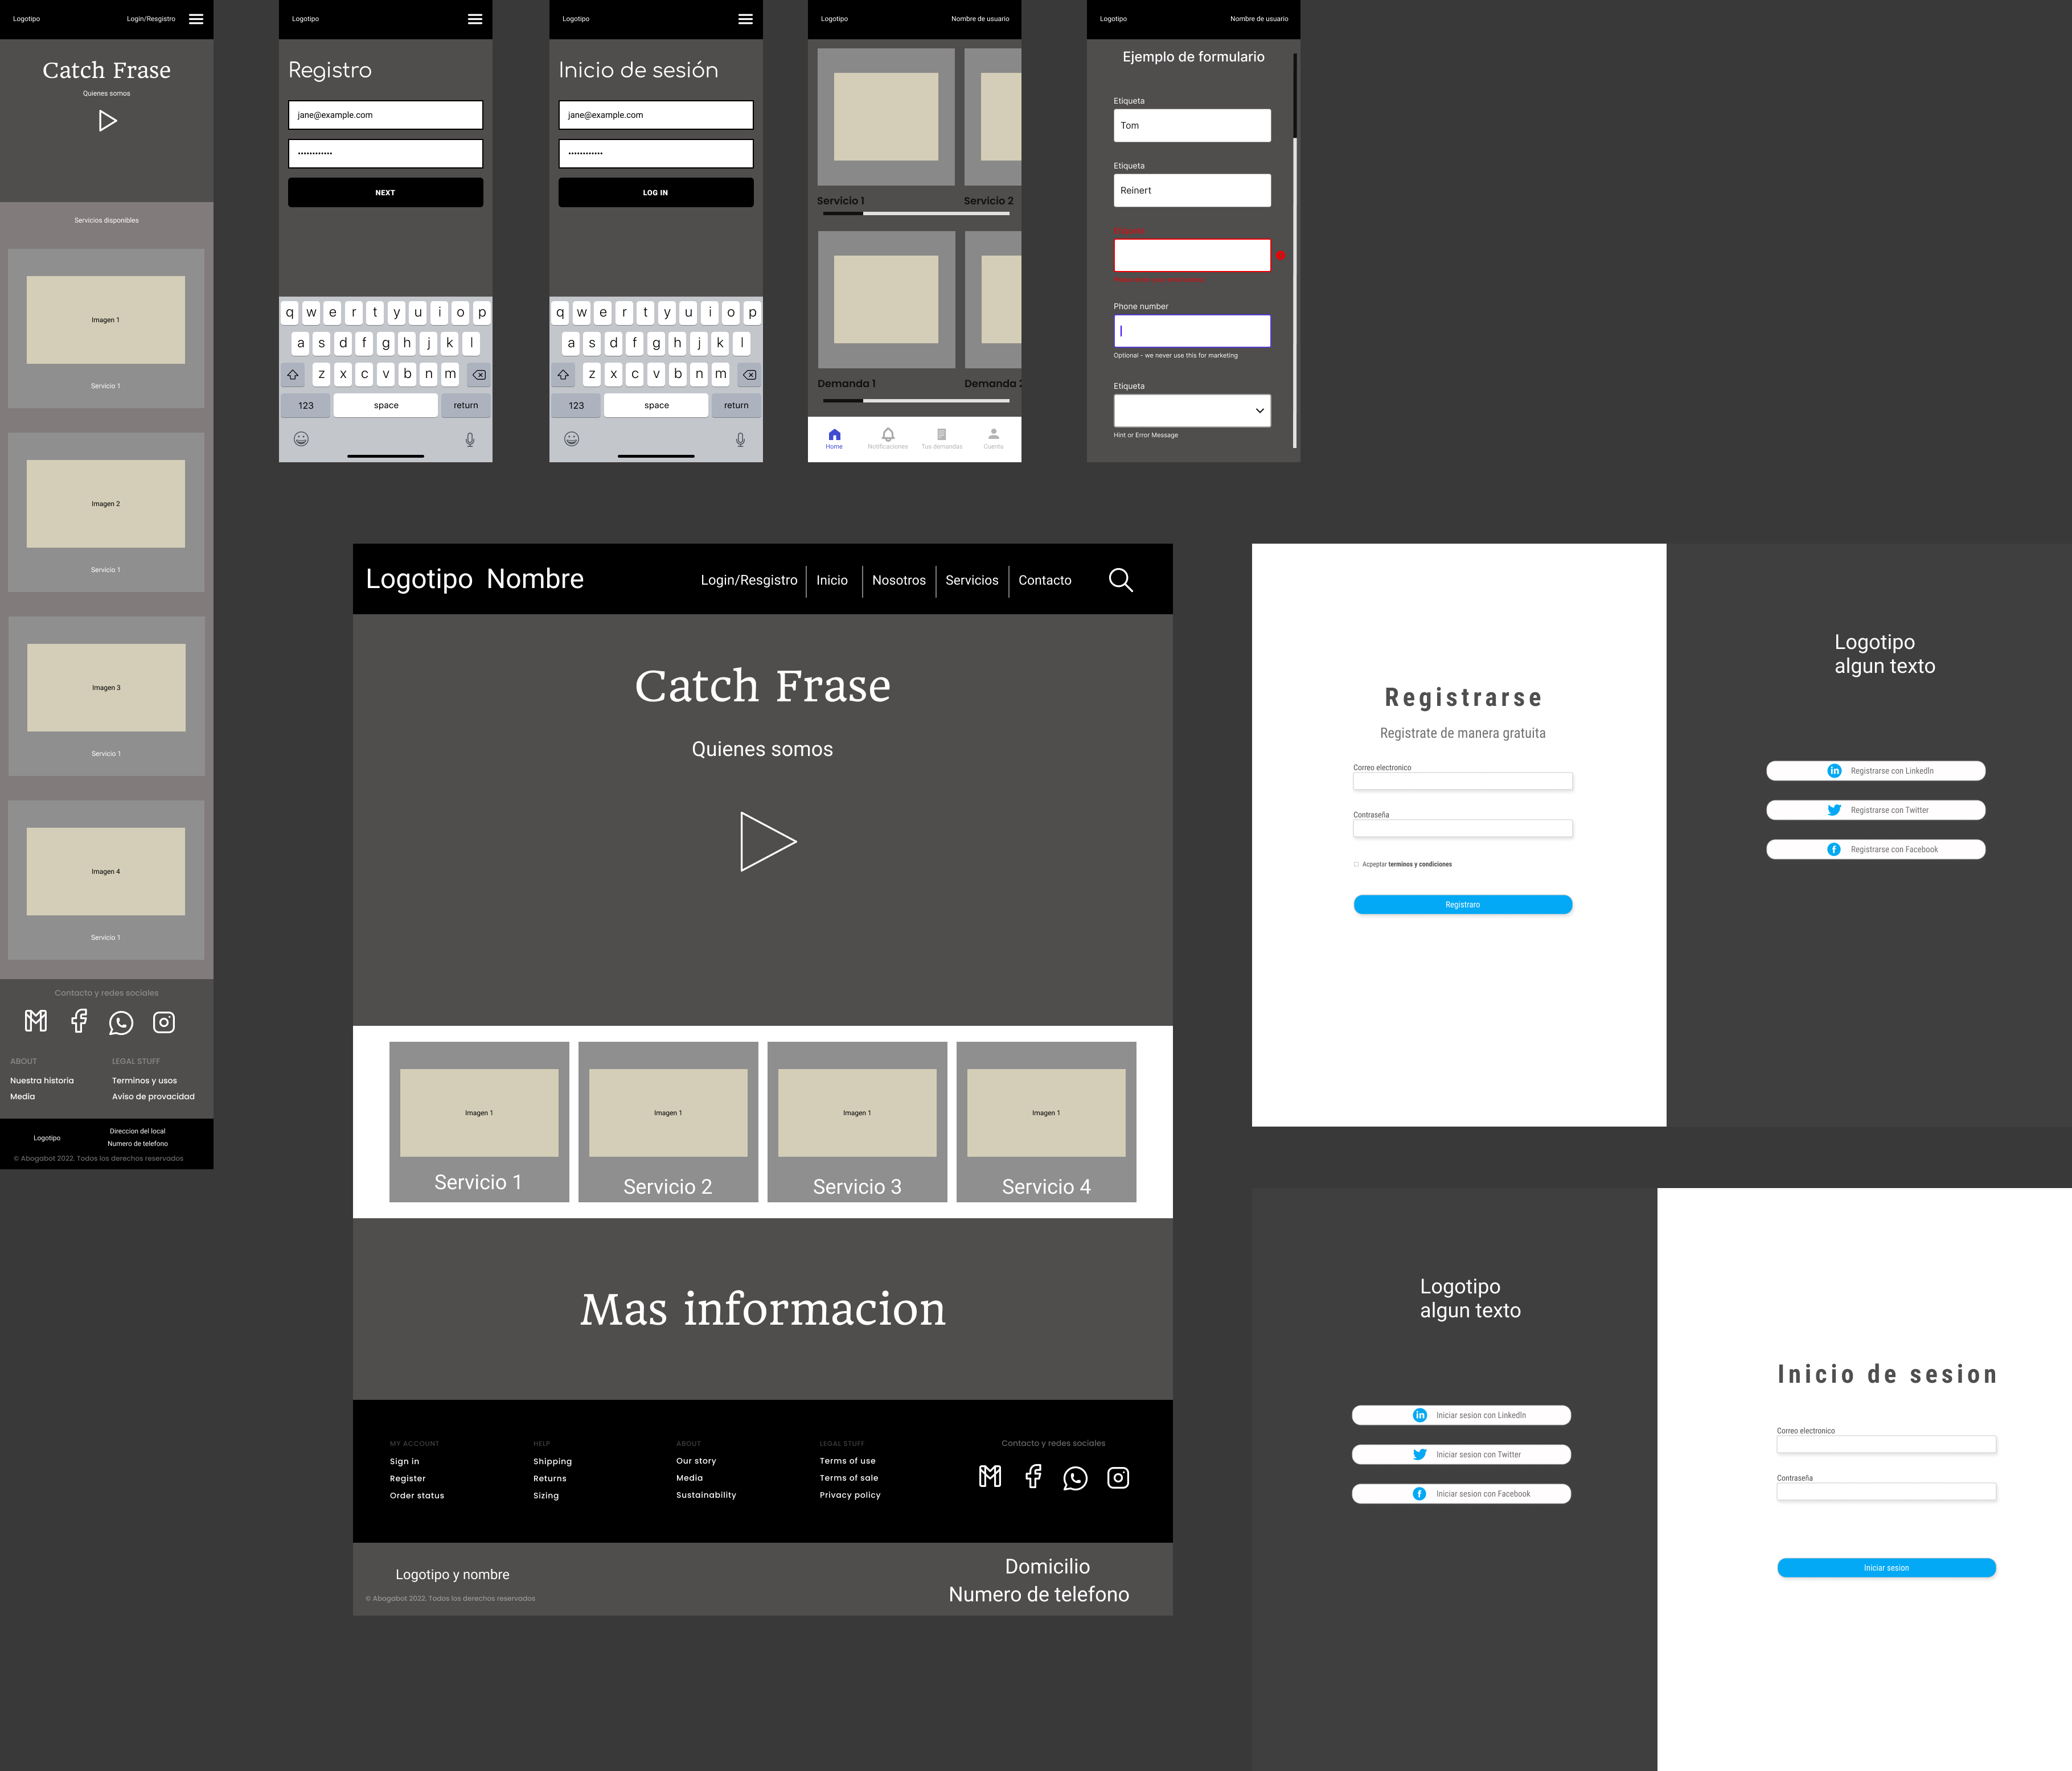 Logotipo
Login/Resgistro
Catch Frase
Quienes somos
Servicios disponibles
Imagen 1
Servicio 1
Imagen 2
Servicio 1
Imagen 3
Servicio 1
Imagen 4
Servicio 1
Contacto y redes sociales
ABOUT
Nuestra historia
Media
LEGAL STUFF
Terminos y usos
Aviso de provacidad
Logotipo
Direccion del local
Numero de telefono
© Abogabot 2022. Todos los derechos reservados
Logotipo
Registro
jane@example.com
••••••••••••
NEXT
q w e r t y u i o p
a s d f g h j k l
z x c v b n m
123 space return
Logotipo
Inicio de sesión
jane@example.com
••••••••••••
LOG IN
q w e r t y u i o p
a s d f g h j k l
z x c v b n m
123 space return
Logotipo
Nombre de usuario
Servicio 1
Servicio 2
Demanda 1
Demanda
Home
Notificaciones
Tus demandas
Cuenta
Logotipo
Nombre de usuario
Ejemplo de formulario
Etiqueta
Tom
Etiqueta
Reinert
Phone number
Optional - we never use this for marketing
Etiqueta
Hint or Error Message
Logotipo Nombre
Login/Resgistro
Inicio
Nosotros
Servicios
Contacto
Catch Frase
Quienes somos
Imagen 1
Servicio 1
Imagen 1
Servicio 2
Imagen 1
Servicio 3
Imagen 1
Servicio 4
Mas informacion
MY ACCOUNT
Sign in
Register
Order status
HELP
Shipping
Returns
Sizing
ABOUT
Our story
Media
Sustainability
LEGAL STUFF
Terms of use
Terms of sale
Privacy policy
Contacto y redes sociales
Logotipo y nombre
© Abogabot 2022. Todos los derechos reservados
Domicilio
Numero de telefono
Registrarse
Registrate de manera gratuita
Correo electronico
Contraseña
Acpeptar terminos y condiciones
Registraro
Logotipo
algun texto
Registrarse con LinkedIn
Registrarse con Twitter
Registrarse con Facebook
Logotipo
algun texto
Iniciar sesion con LinkedIn
Iniciar sesion con Twitter
Iniciar sesion con Facebook
Inicio de sesion
Correo electronico
Contraseña
Iniciar sesion